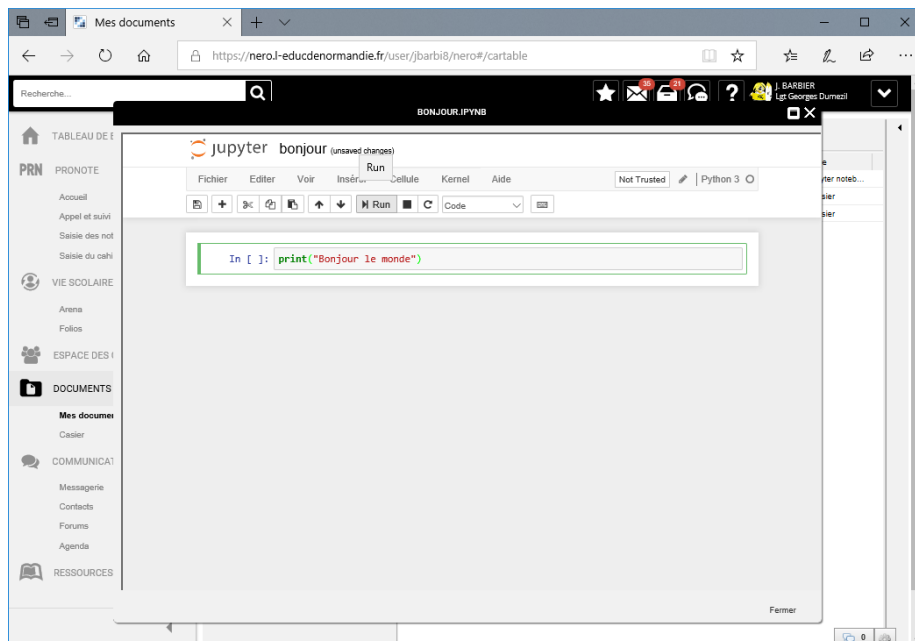 Mes documents
https://nero.l-educdenormandie.fr/user/jbarbi8/nero#/cartable
Recherche...
35
21
?
J. BARBIER
Lgt Georges Dumezil
BONJOUR.IPYNB
TABLEAU DE
PRN PRONOTE
Accueil
Appel et suivi
Saisie des not
Saisie du cahi
VIE SCOLAIRE
Arena
Folios
ESPACE DES
DOCUMENTS
Mes documen
Casier
COMMUNICAT
Messagerie
Contacts
Forums
Agenda
RESSOURCES
jupyter bonjour (unsaved changes)
Run
Fichier Editer Voir Insérer Cellule Kernel Aide
Not Trusted Python 3
Run Code
In [ ]: print("Bonjour le monde")
e
yter noteb...
sier
sier
Fermer
0